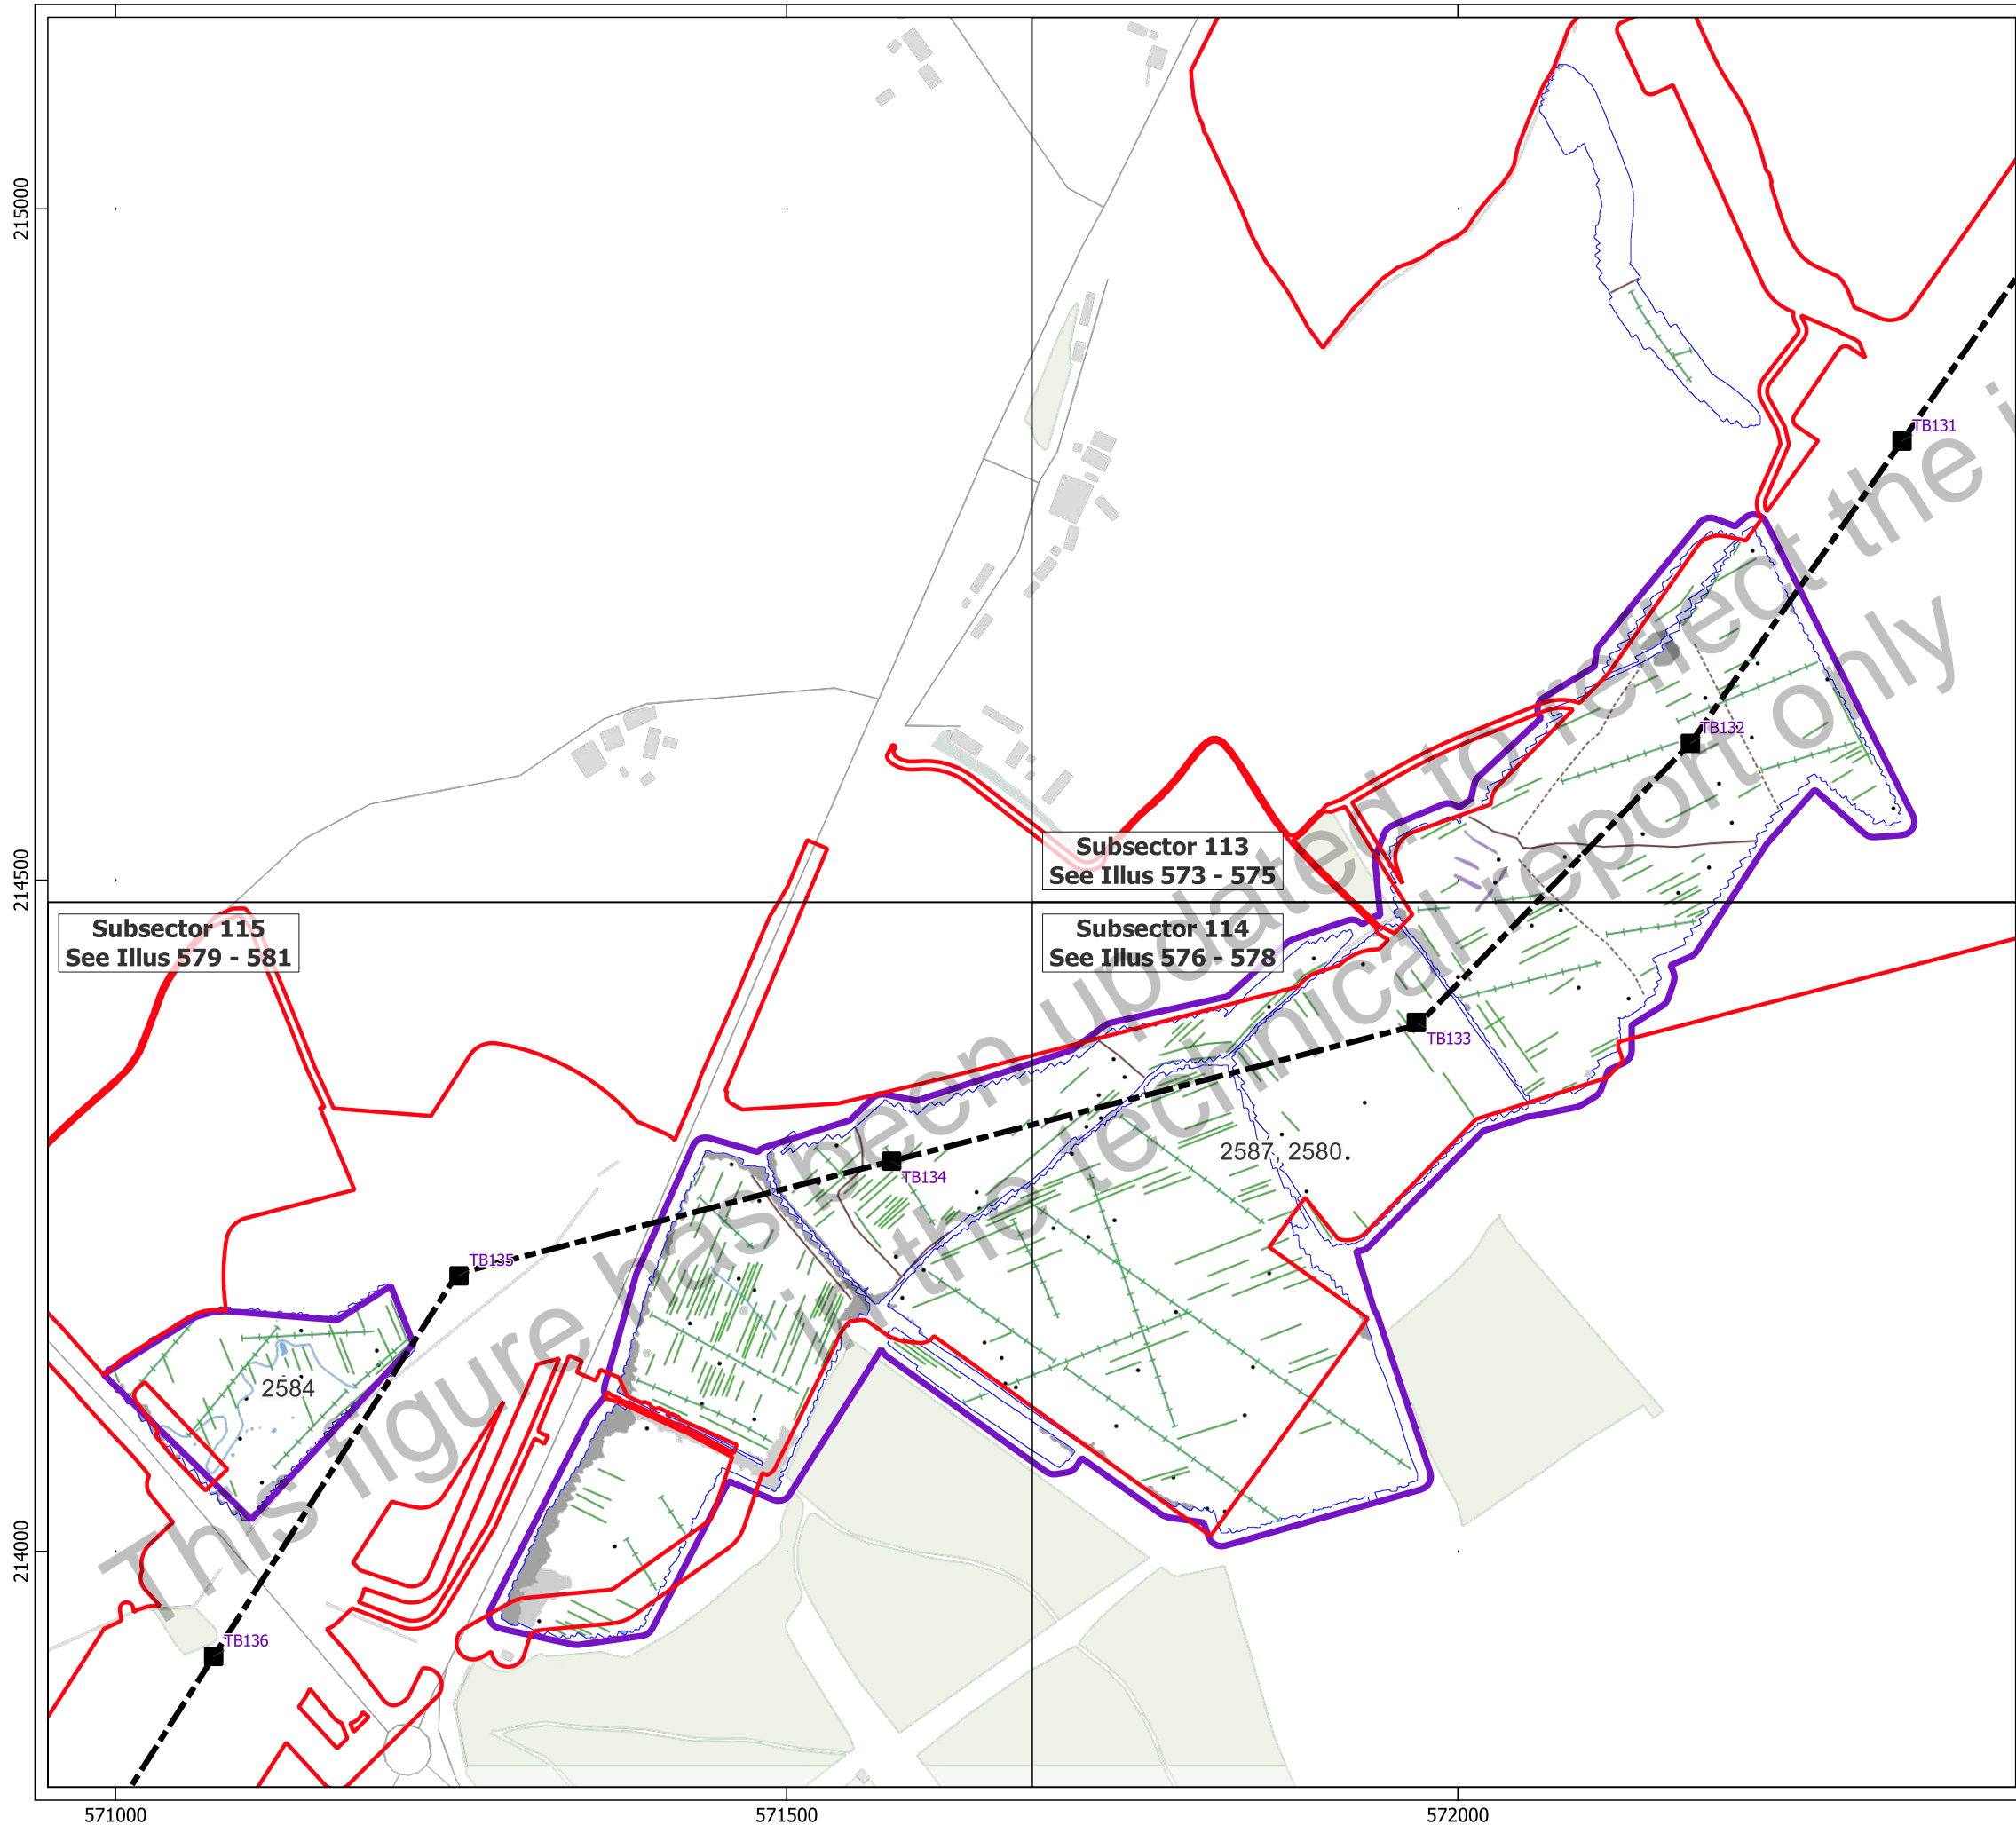 215000
TB131
This figure has been updated to reflect the i
in the technical report only
TB132
214500
Subsector 113
See Illus 573 - 575
Subsector 115
See Illus 579 - 581
Subsector 114
See Illus 576 - 578
TB133
2587, 2580
TB134
TB135
2584
214000
TB136
571000
571500
572000